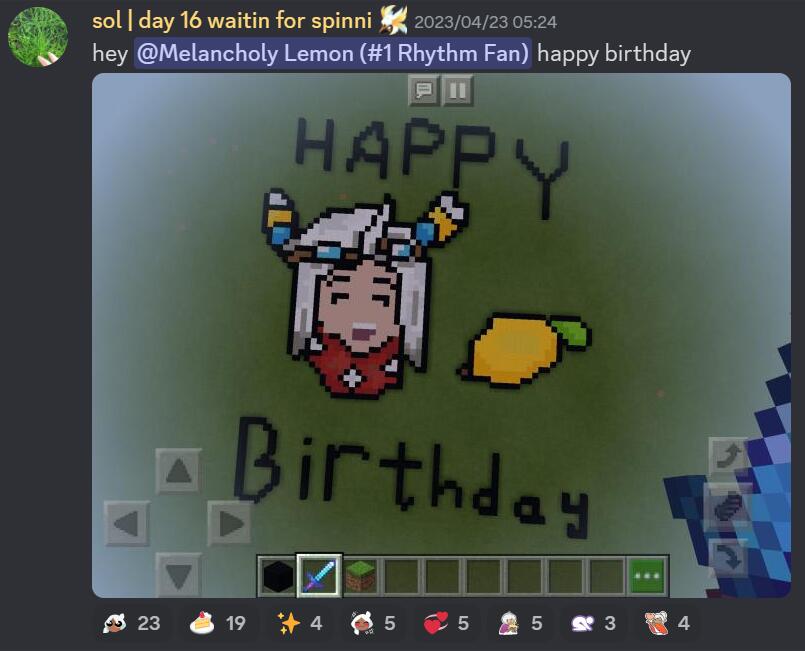 sol | day 16 waitin for spinni 2023/04/23 05:24
hey @Melancholy Lemon (#1 Rhythm Fan) happy birthday
HAPPY
Birthday
23 19 4 5 5 5 3 4